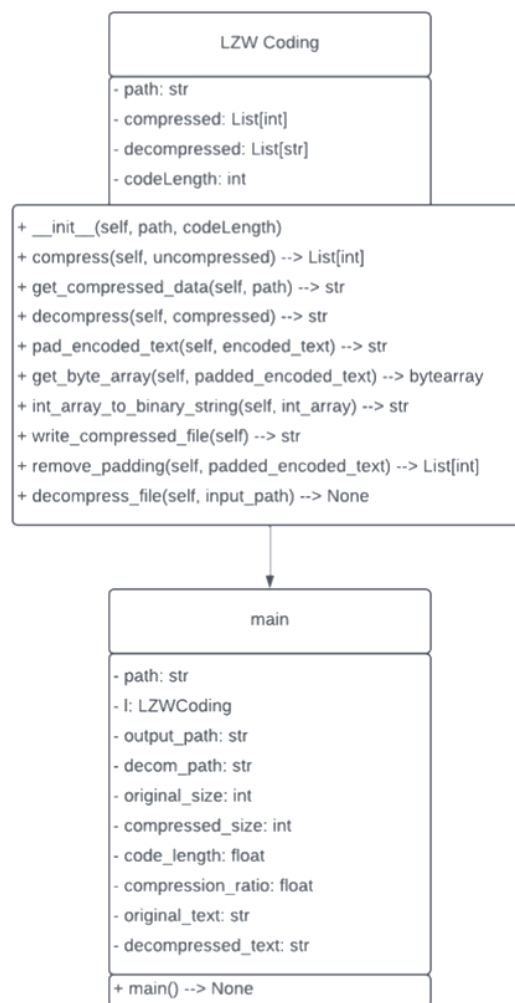 LZW Coding
- path: str
- compressed: List[int]
- decompressed: List[str]
- codeLength: int
+ __init__(self, path, codeLength)
+ compress(self, uncompressed) --> List[int]
+ get_compressed_data(self, path) --> str
+ decompress(self, compressed) --> str
+ pad_encoded_text(self, encoded_text) --> str
+ get_byte_array(self, padded_encoded_text) --> bytearray
+ int_array_to_binary_string(self, int_array) --> str
+ write_compressed_file(self) --> str
+ remove_padding(self, padded_encoded_text) --> List[int]
+ decompress_file(self, input_path) --> None
main
- path: str
- l: LZWCoding
- output_path: str
- decom_path: str
- original_size: int
- compressed_size: int
- code_length: float
- compression_ratio: float
- original_text: str
- decompressed_text: str
+ main() --> None